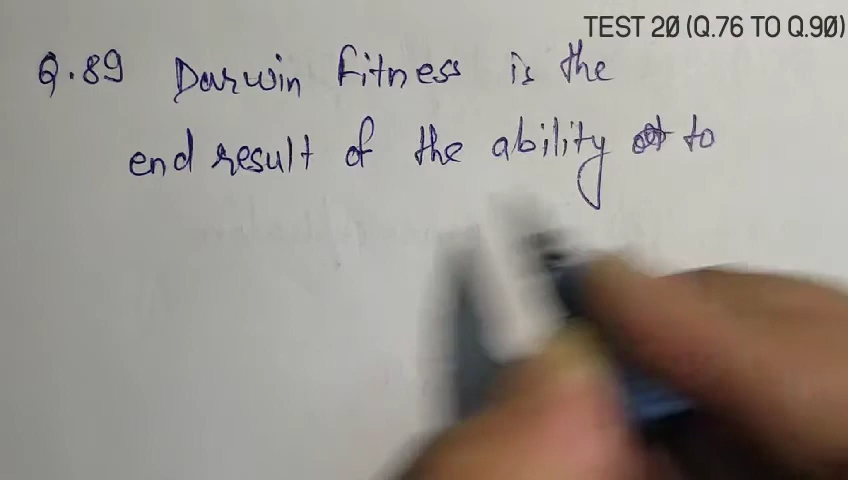 TEST 20 (Q.76 TO Q.90)
Q.89 Darwin fitness is the
end result of the ability to